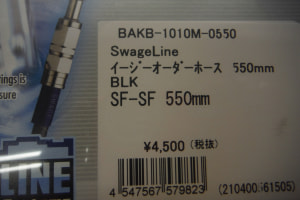 BAKB-1010M-0550
SwageLine
イージーオーダーホース 550mm
BLK
SF-SF 550mm
¥4,500 (税抜)
4 547567 579823
(210400:61505)
ings is
sure
LINE